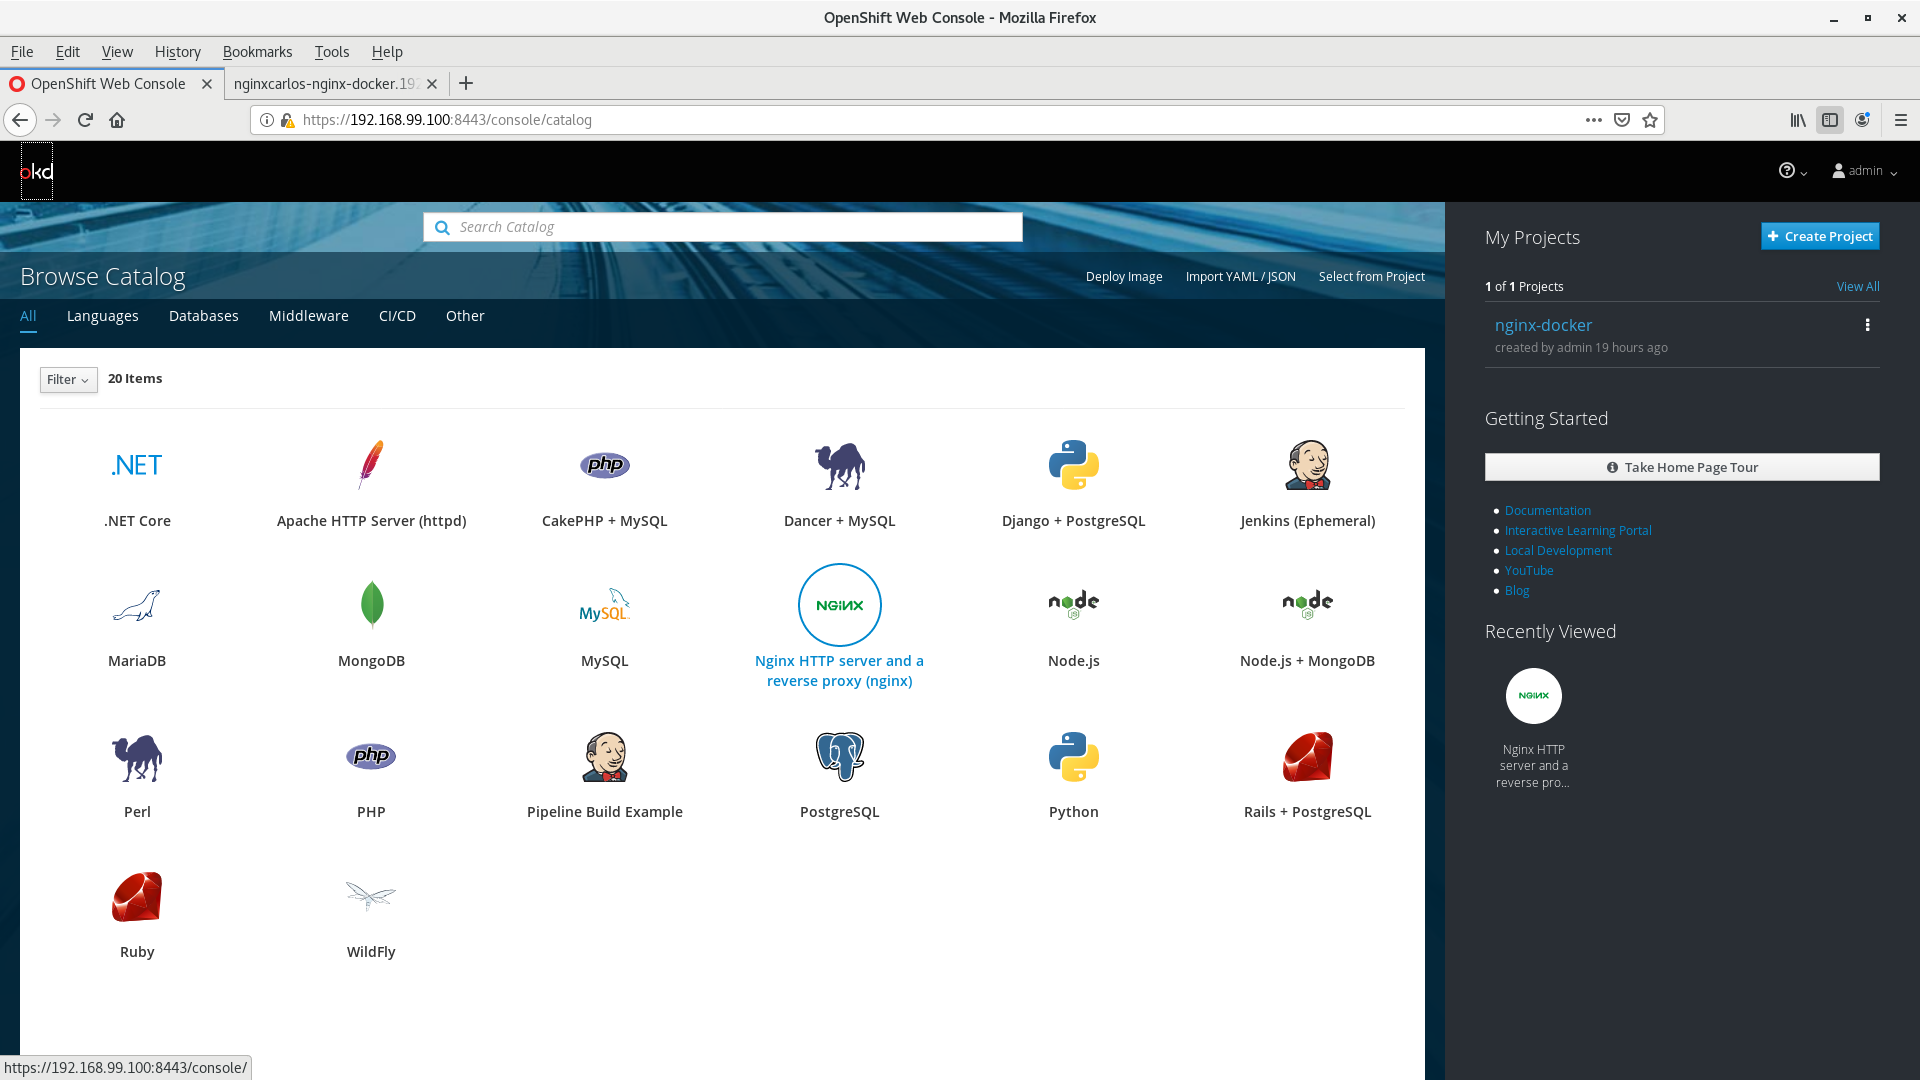 OpenShift Web Console - Mozilla Firefox
File Edit View History Bookmarks Tools Help
OpenShift Web Console
nginxcarlos-nginx-docker.192
https://192.168.99.100:8443/console/catalog
okd
admin
Search Catalog
Browse Catalog
Deploy Image Import YAML / JSON Select from Project
All Languages Databases Middleware CI/CD Other
Filter 20 Items
.NET
php
.NET Core
Apache HTTP Server (httpd)
CakePHP + MySQL
Dancer + MySQL
Django + PostgreSQL
Jenkins (Ephemeral)
MySQL
NGINX
node
JS
node
JS
MariaDB
MongoDB
MySQL
Nginx HTTP server and a
reverse proxy (nginx)
Node.js
Node.js + MongoDB
php
Perl
PHP
Pipeline Build Example
PostgreSQL
Python
Rails + PostgreSQL
Ruby
WildFly
My Projects
Create Project
1 of 1 Projects View All
nginx-docker
created by admin 19 hours ago
Getting Started
Take Home Page Tour
Documentation
Interactive Learning Portal
Local Development
YouTube
Blog
Recently Viewed
NGINX
Nginx HTTP
server and a
reverse pro...
https://192.168.99.100:8443/console/